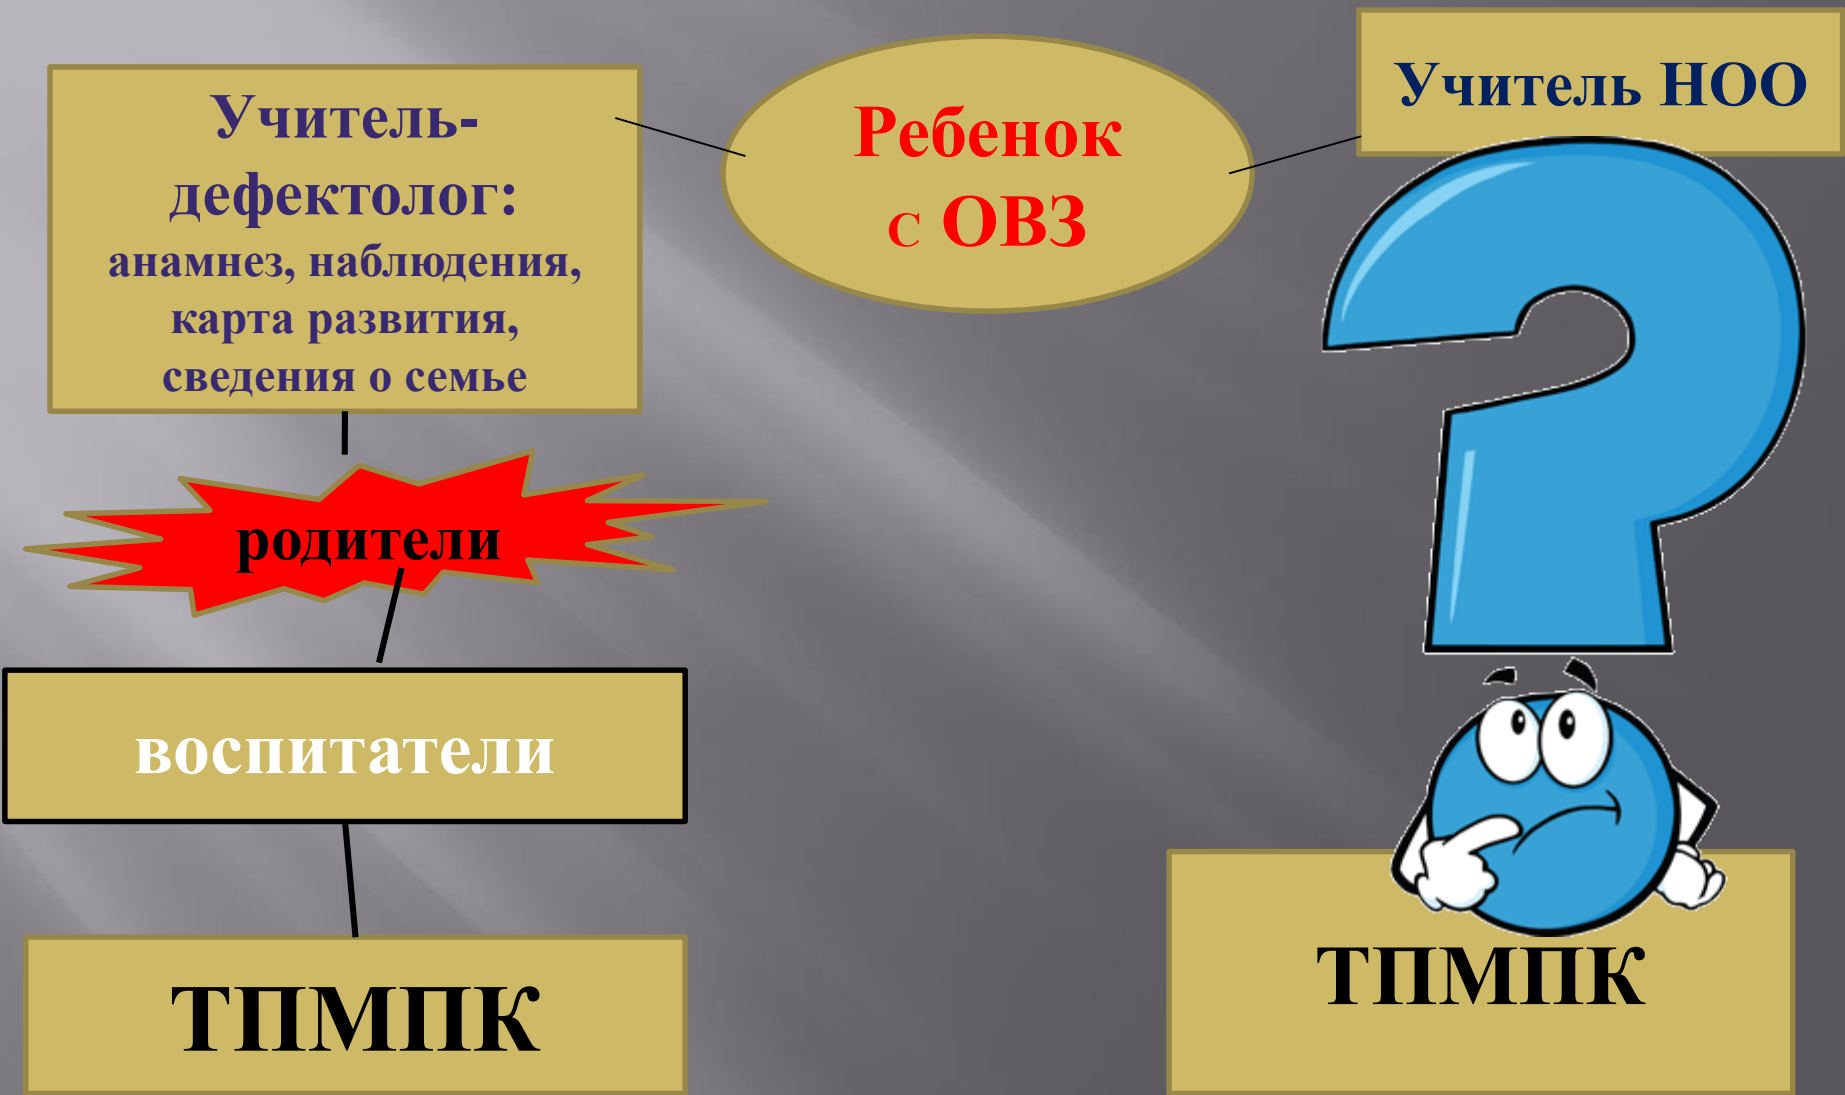 Учитель-
дефектолог:
анамнез, наблюдения,
карта развития,
сведения о семье
Ребенок
с ОВЗ
Учитель НОО
родители
воспитатели
ТПМПК
ТПМПК